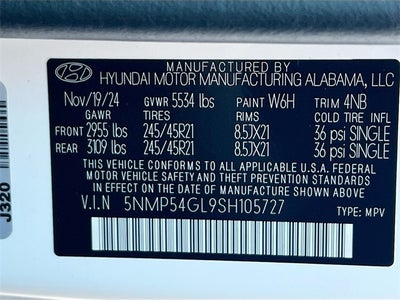 BY
HYUNDAI MOTOR MANUFACTURING ALABAMA, LLC
Nov/19/24 GVWR 5534 lbs PAINT W6H TRIM 4NB
GAWR TIRES RIMS COLD TIRE INFL
FRONT 2955 lbs 245/45R21 8.5JX21 36 psi SINGLE
REAR 3109 lbs 245/45R21 8.5JX21 36 psi SINGLE
THIS VEHICLE CONFORMS TO ALL APPLICABLE U.S.A. FEDERAL
MOTOR VEHICLE SAFETY AND THEFT PREVENTION STANDARDS
IN EFFECT ON THE DATE OF MANUFACTURE SHOWN ABOVE.
V.I.N 5NMP54GL9SH105727
TYPE: MPV
J320